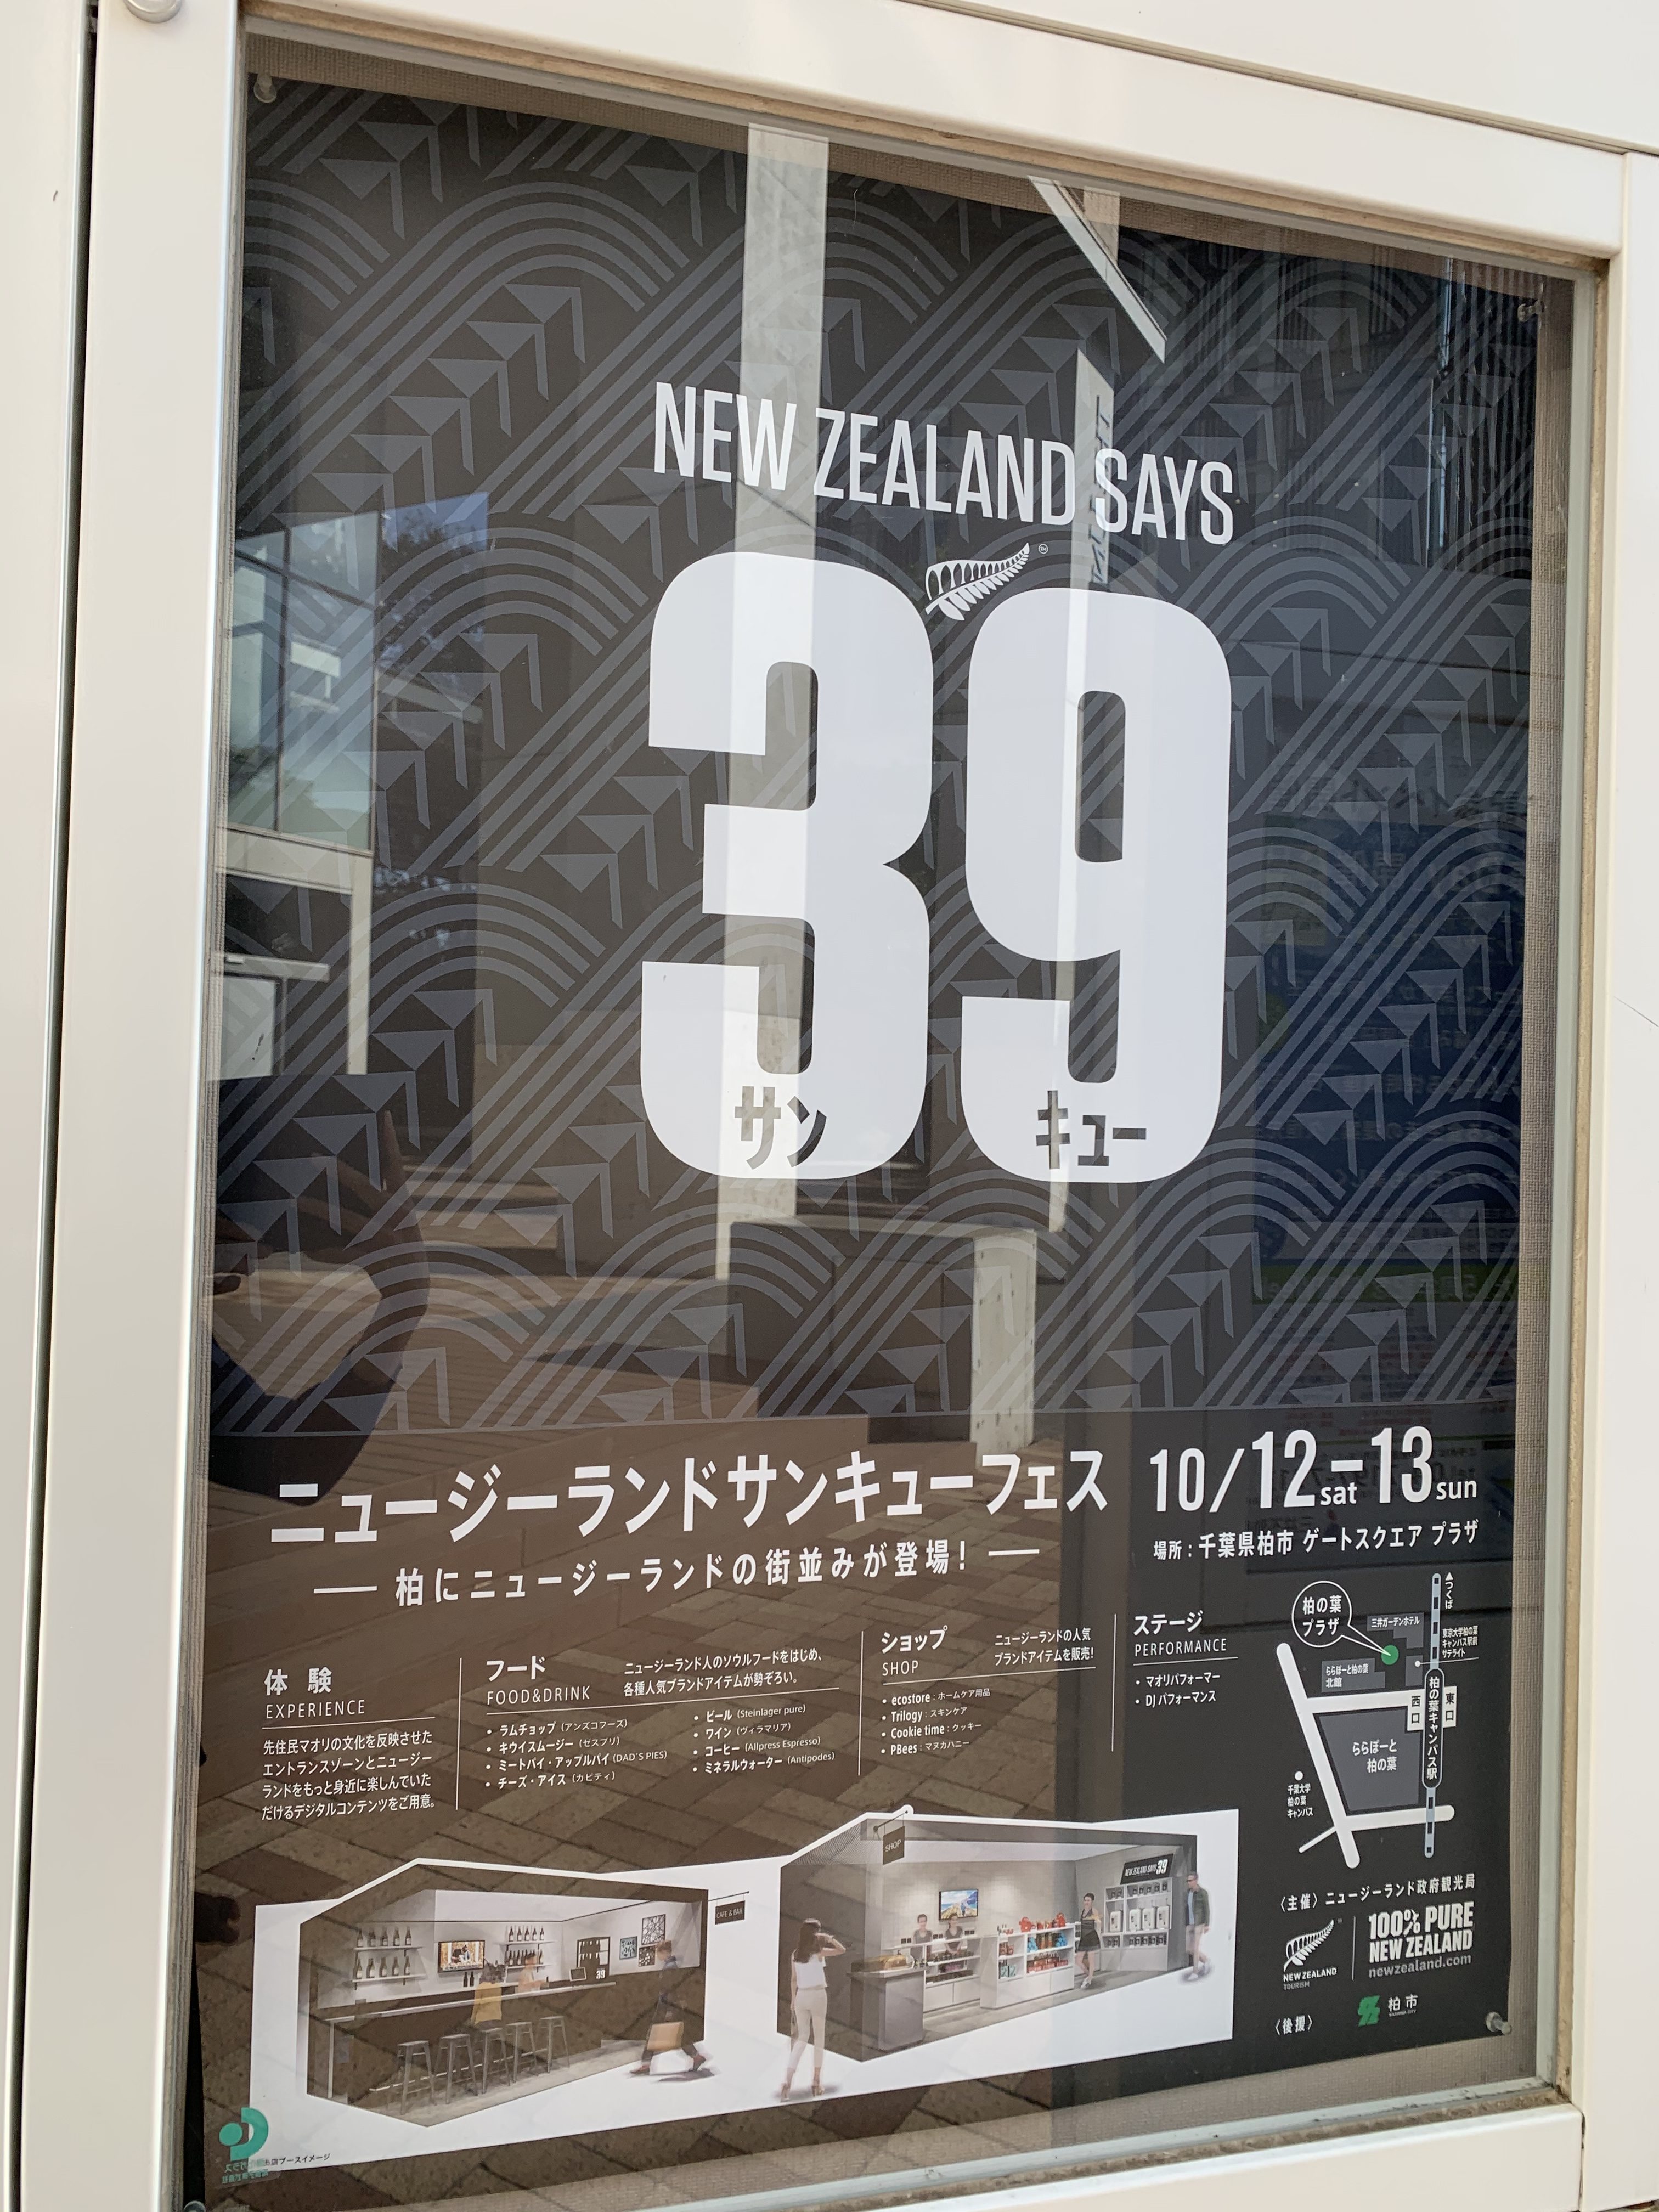 NEW ZEALAND SAYS
39
サン キュー
ニュージーランドサンキューフェス
柏にニュージーランドの街並みが登場!
10/12sat-13sun
場所:千葉県柏市 ゲートスクエア プラザ
体験
EXPERIENCE
先住民マオリの文化を反映させた
エントランスゾーンとニュージー
ランドをもっと身近に楽しんでいた
だけるデジタルコンテンツをご用意。
フード
FOOD&DRINK
ニュージーランド人のソウルフードをはじめ、
各種人気ブランドアイテムが勢ぞろい。
• ラムチョップ(アンズコフーズ)
• キウイスムージー(ゼスプリ)
• ミートパイ・アップルパイ(DAD'S PIES)
• チーズ・アイス(カピティ)
• ビール(Steinlager pure)
• ワイン(ヴィラマリア)
• コーヒー(Allpress Espresso)
• ミネラルウォーター(Antipodes)
ショップ
SHOP
ニュージーランドの人気
ブランドアイテムを販売!
• ecostore:ホームケア用品
• Trilogy:スキンケア
• Cookie time:クッキー
• PBees:マヌカハニー
ステージ
PERFORMANCE
• マオリパフォーマー
• DJ パフォーマンス
柏の葉
プラザ
▲つくば
三井ガーデンホテル
東京大学柏の葉
キャンパス駅前
サテライト
ららぽーと柏の葉
北館
西口
東口
柏の葉キャンパス駅
ららぽーと
柏の葉
千葉大学
柏の葉
キャンパス
CAFE & BAR
39
SHOP
NEW ZEALAND SAYS 39
〈主催〉ニュージーランド政府観光局
NEW ZEALAND
TOURISM
100% PURE
NEW ZEALAND
newzealand.com
〈後援〉
柏市
KASHIWA CITY
出店ブースイメージ